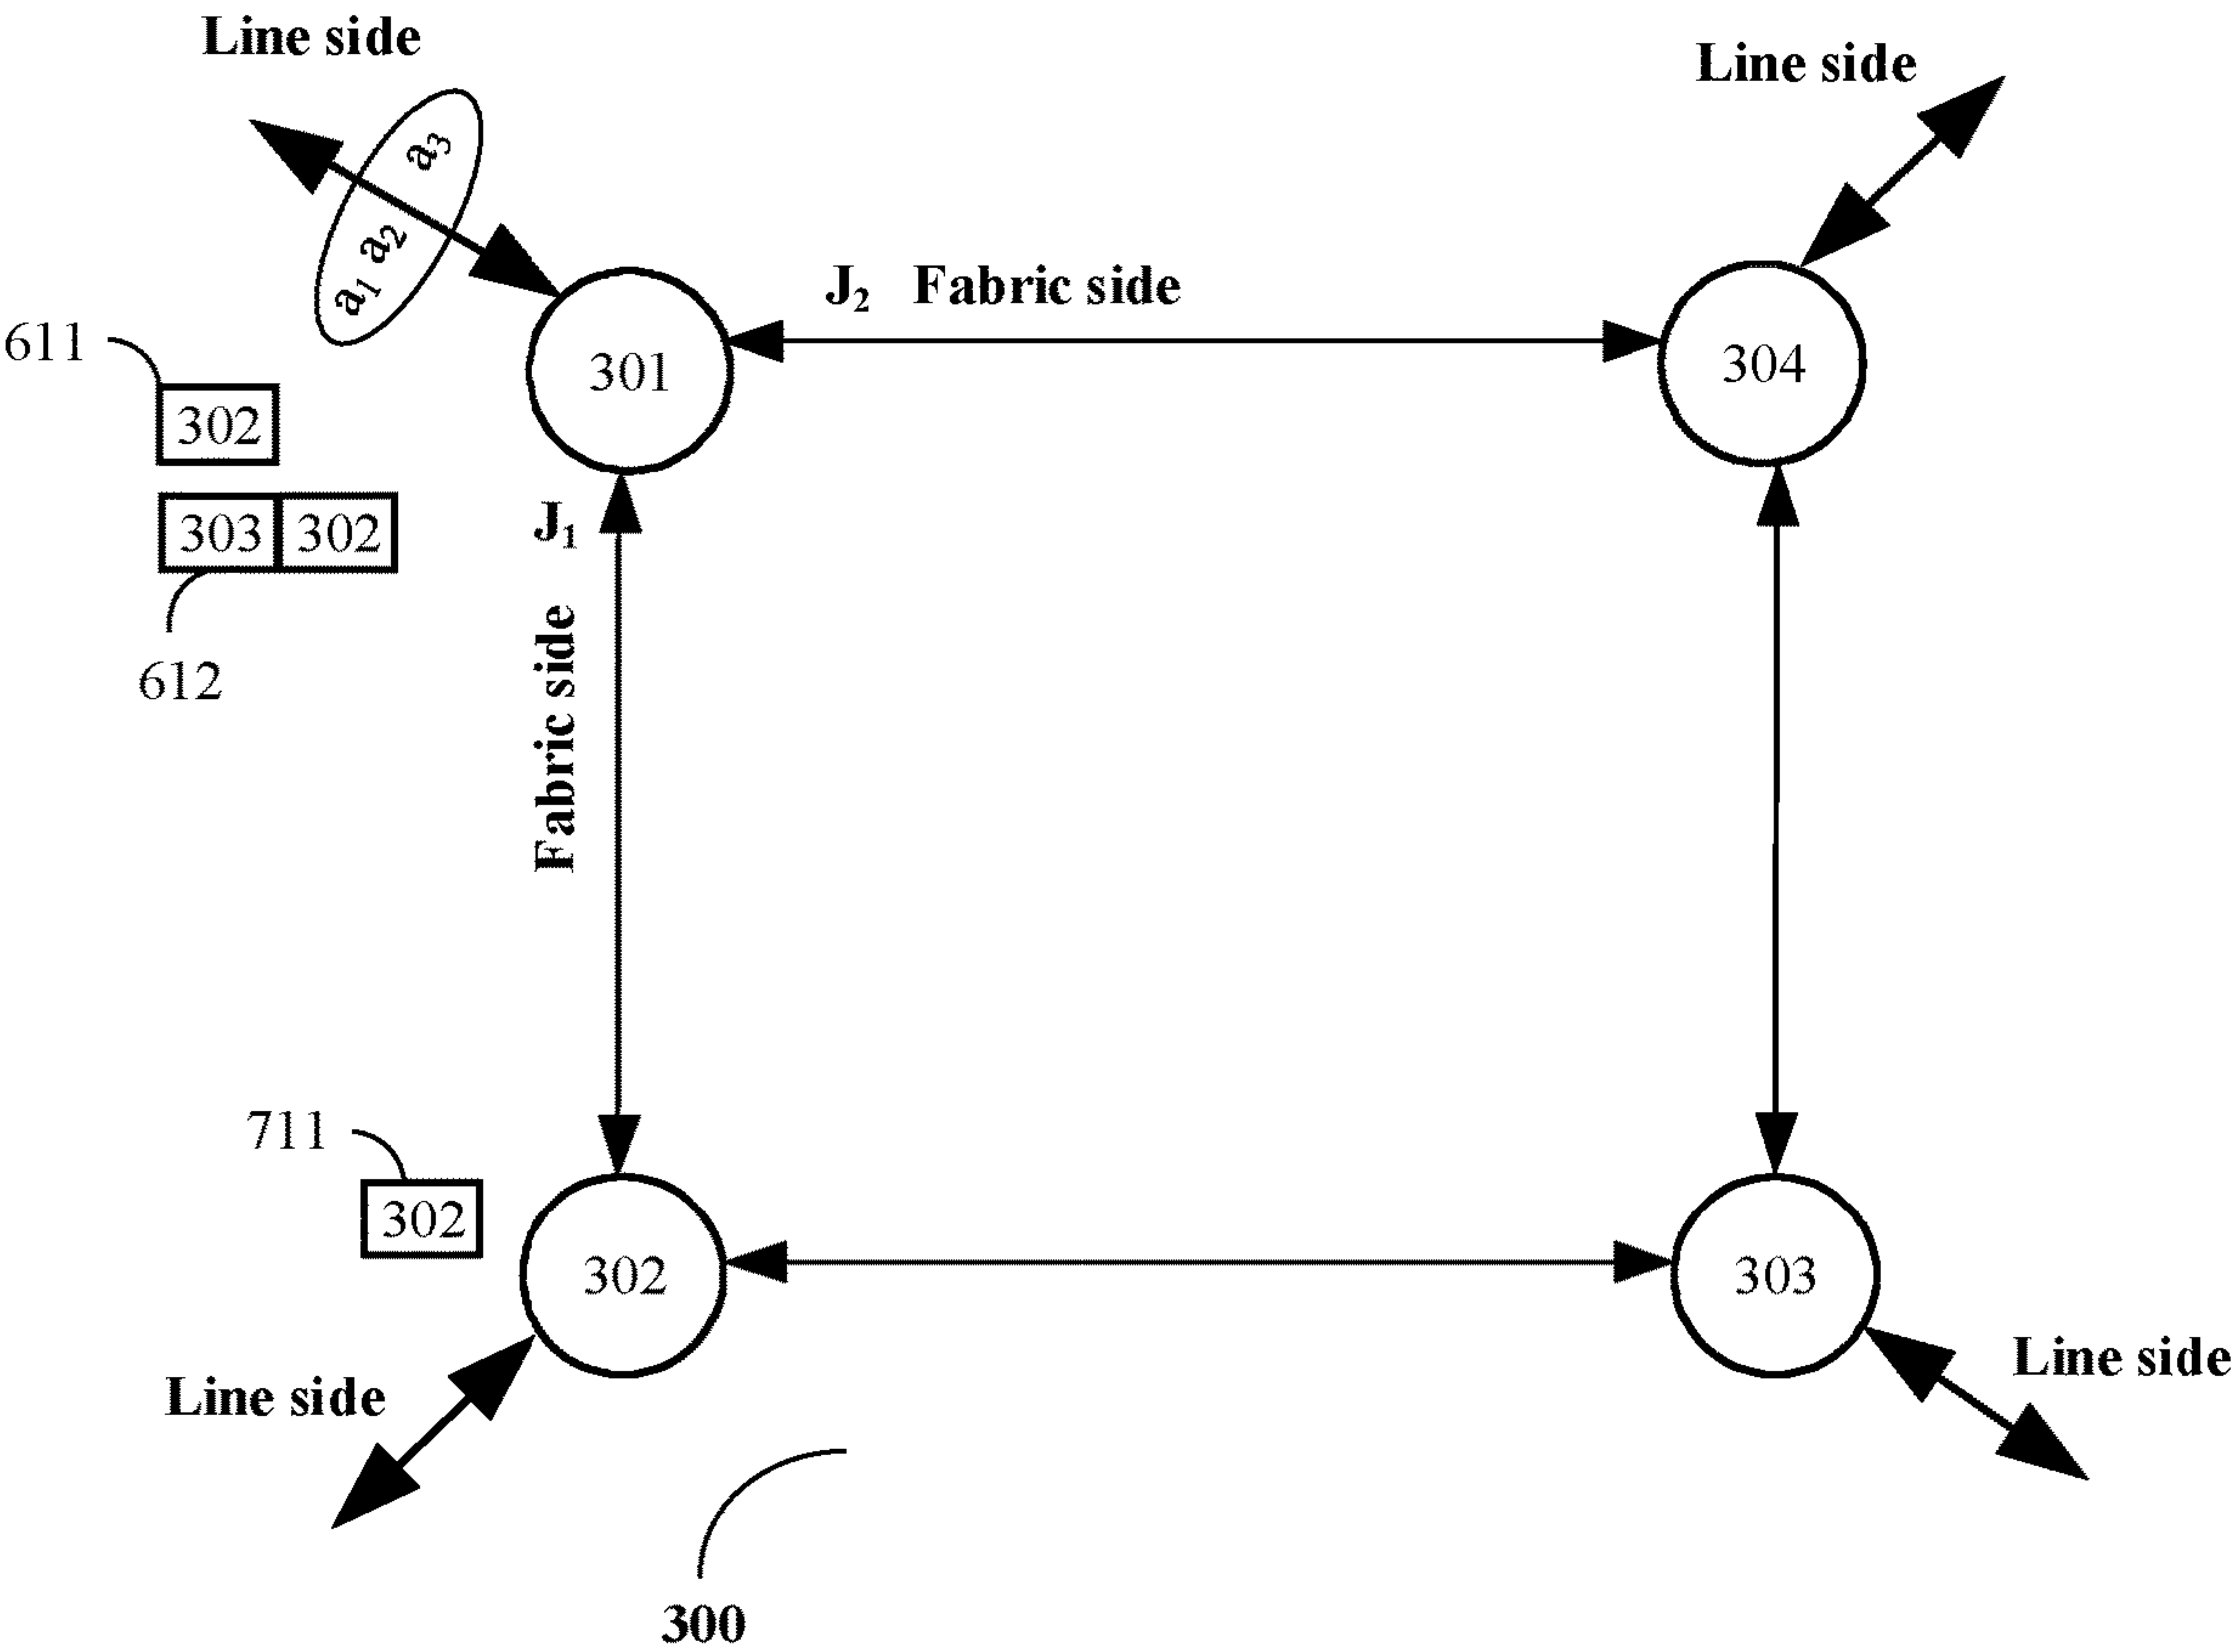 Line side
Line side
a₃
a₂
a₁
J₂ Fabric side
611
301
304
302
303 302
J₁
612
Fabric side
711
302
302
303
Line side
Line side
300